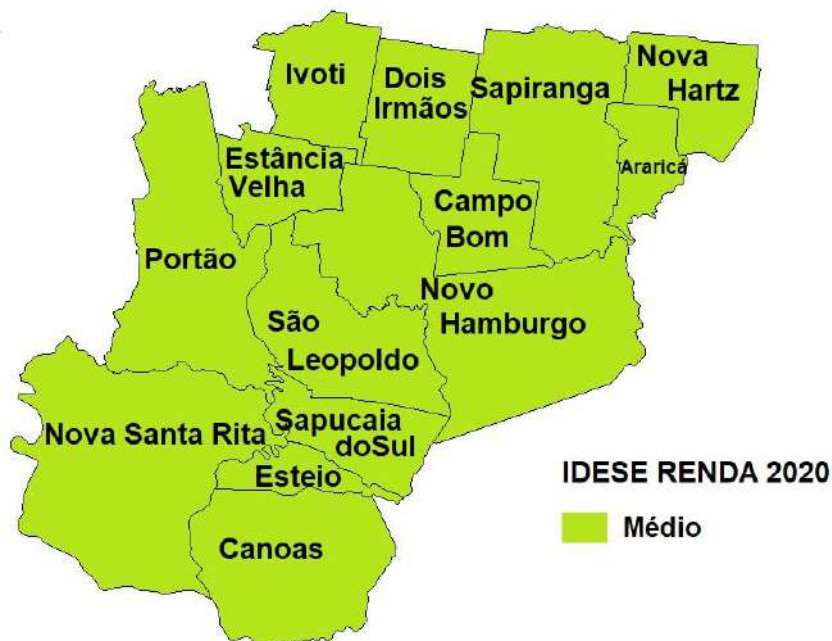 Ivoti
Dois
Irmãos
Sapiranga
Nova
Hartz
Estância
Velha
Araricá
Campo
Bom
Portão
Novo
Hamburgo
São
Leopoldo
Nova Santa Rita
Sapucaia
doSul
Esteio
Canoas
IDESE RENDA 2020
Médio